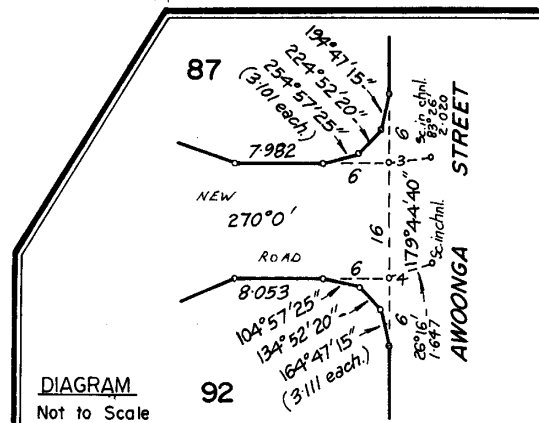 87
194°47'15"
224°52'20"
254°57'25"
(3·101 each.)
6
Sc.in chnl.
83°26'
2·020
STREET
7·982
6
3
NEW
270°0'
16
179°44'40"
Sc.in chnl.
ROAD
6
4
8·053
104°57'25"
134°52'20"
164°47'15"
(3·111 each.)
6
26°16'
1·647
AWOONGA
DIAGRAM
Not to Scale
92